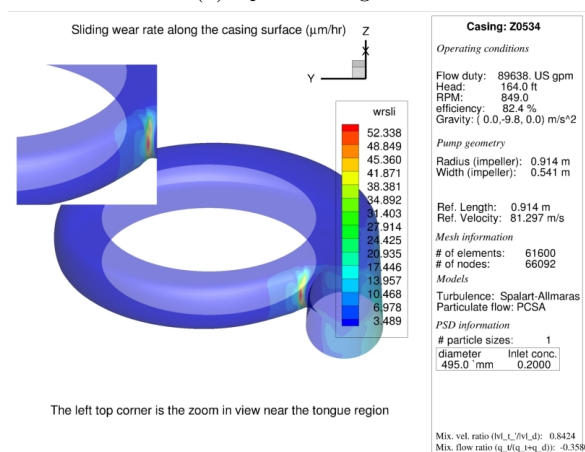 Sliding wear rate along the casing surface (µm/hr)
Z
X
Y
wrsli
52.338
48.849
45.360
41.871
38.381
34.892
31.403
27.914
24.425
20.935
17.446
13.957
10.468
6.978
3.489
The left top corner is the zoom in view near the tongue region
Casing: Z0534
Operating conditions
Flow duty: 89638. US gpm
Head: 164.0 ft
RPM: 849.0
efficiency: 82.4 %
Gravity: ( 0.0,-9.8, 0.0) m/s^2
Pump geometry
Radius (impeller): 0.914 m
Width (impeller): 0.541 m
Ref. Length: 0.914 m
Ref. Velocity: 81.297 m/s
Mesh information
# of elements: 61600
# of nodes: 66092
Models
Turbulence: Spalart-Allmaras
Particulate flow: PCSA
PSD information
# particle sizes: 1
diameter Inlet conc.
495.0 `mm 0.2000
Mix. vel. ratio (lvl_t_'/lvl_d): 0.8424
Mix. flow ratio (q_t/(q_t+q_d)): -0.358